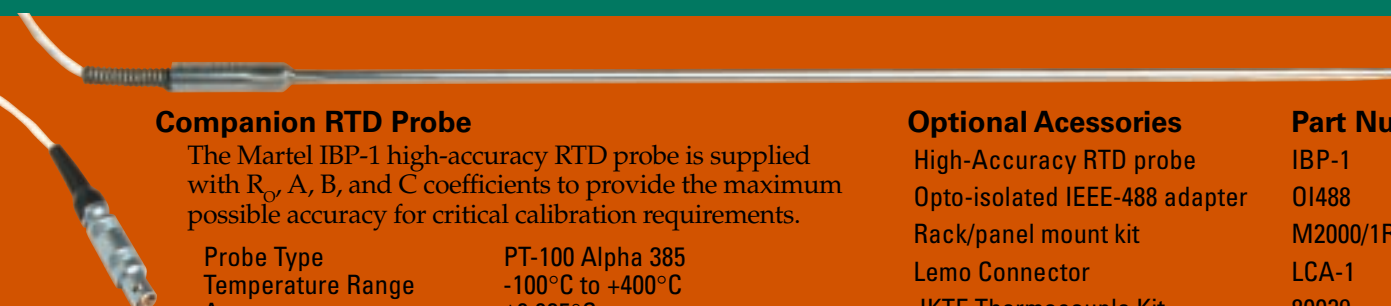 Companion RTD Probe
The Martel IBP-1 high-accuracy RTD probe is supplied
with RO, A, B, and C coefficients to provide the maximum
possible accuracy for critical calibration requirements.
Probe Type PT-100 Alpha 385
Temperature Range -100°C to +400°C
Optional Acessories Part Nu
High-Accuracy RTD probe IBP-1
Opto-isolated IEEE-488 adapter OI488
Rack/panel mount kit M2000/1R
Lemo Connector LCA-1